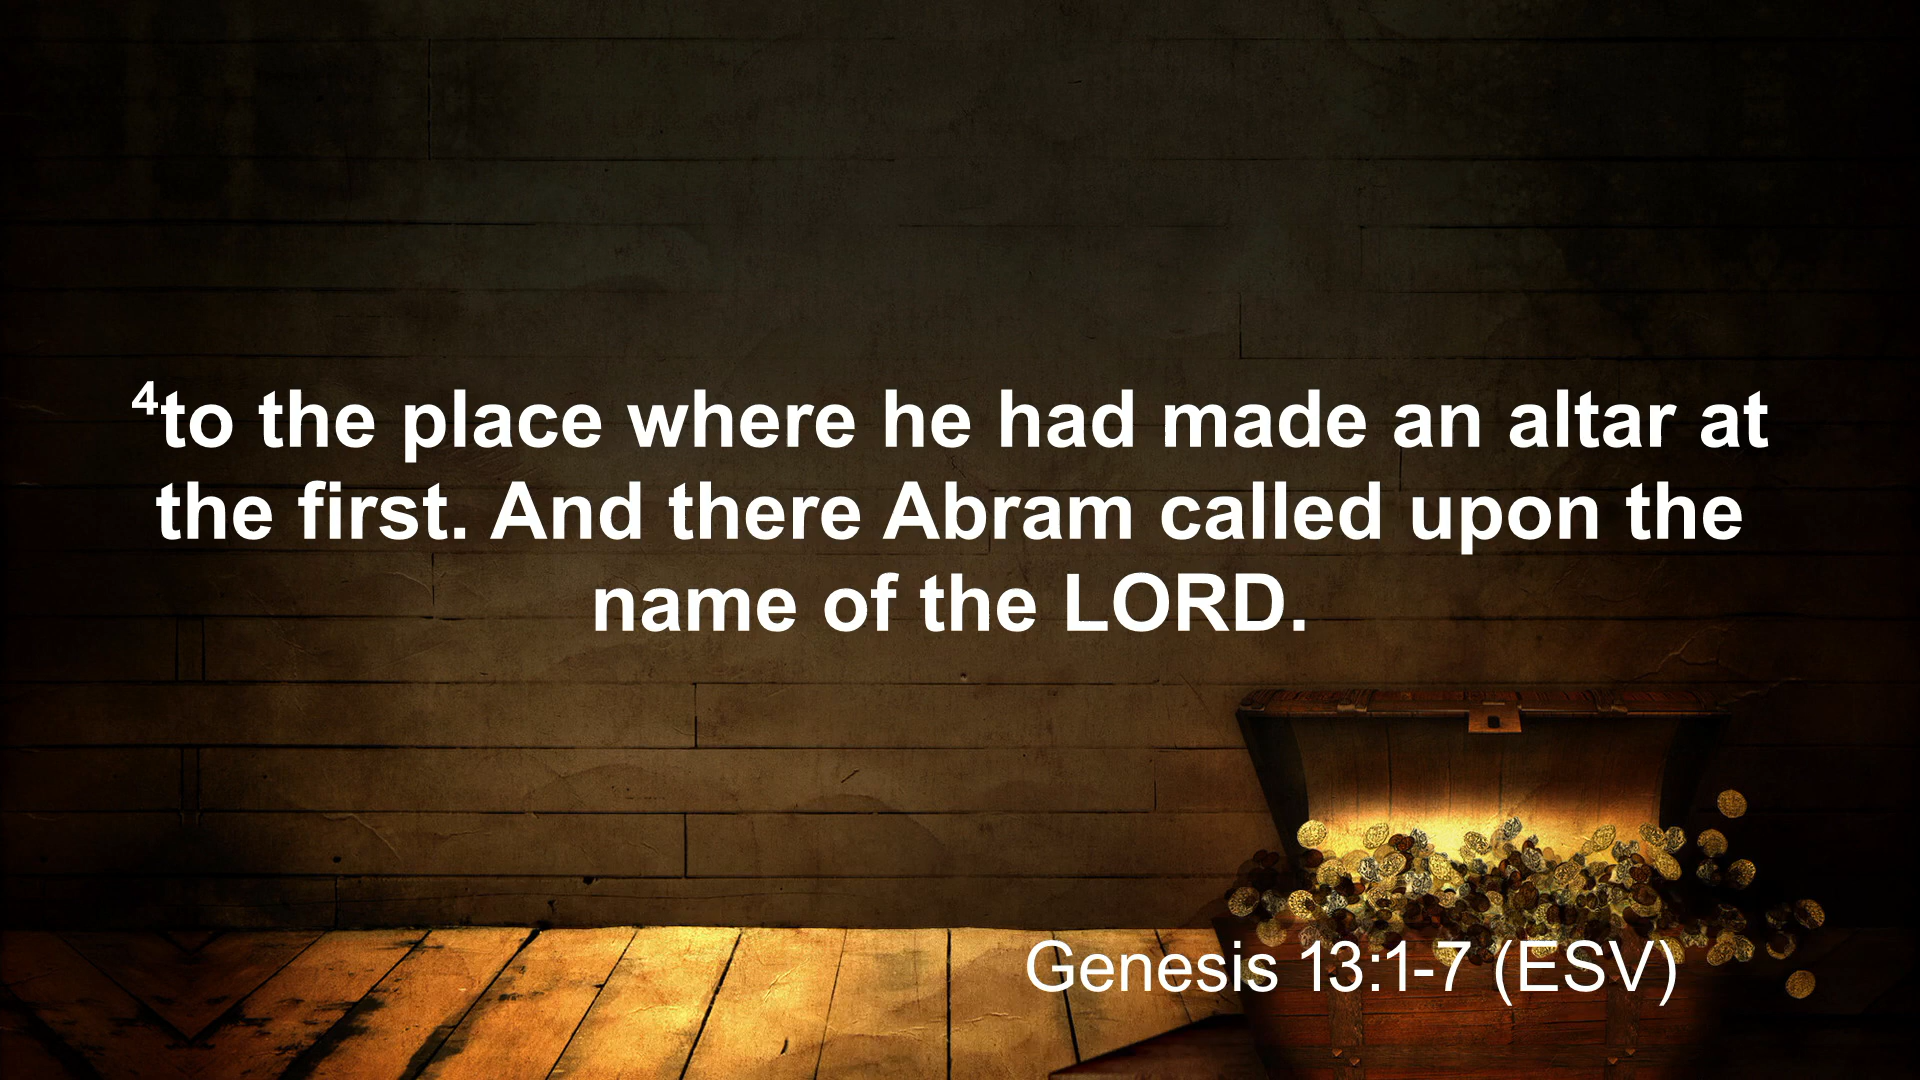 ⁴to the place where he had made an altar at
the first. And there Abram called upon the
name of the LORD.
Genesis 13:1-7 (ESV)